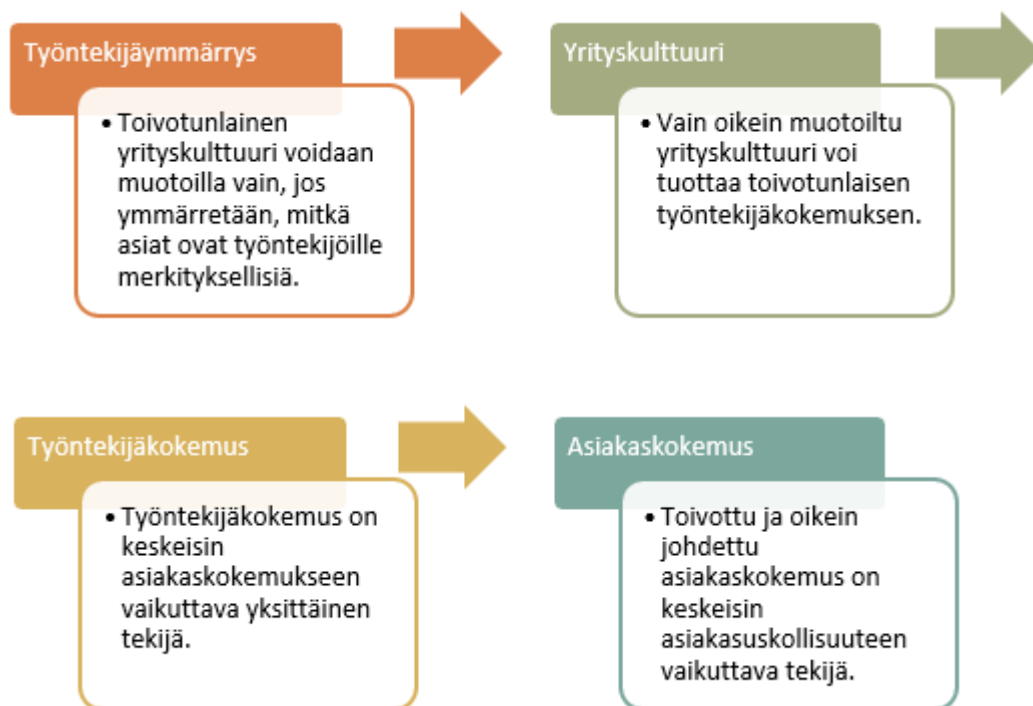 Työntekijäymmärrys
• Toivotunlainen
yrityskulttuuri voidaan
muotoilla vain, jos
ymmärretään, mitkä
asiat ovat työntekijöille
merkityksellisiä.
Yrityskulttuuri
• Vain oikein muotoiltu
yrityskulttuuri voi
tuottaa toivotunlaisen
työntekijäkokemuksen.
Työntekijäkokemus
• Työntekijäkokemus on
keskeisin
asiakaskokemukseen
vaikuttava yksittäinen
tekijä.
Asiakaskokemus
• Toivottu ja oikein
johdettu
asiakaskokemus on
keskeisin
asiakasuskollisuuteen
vaikuttava tekijä.